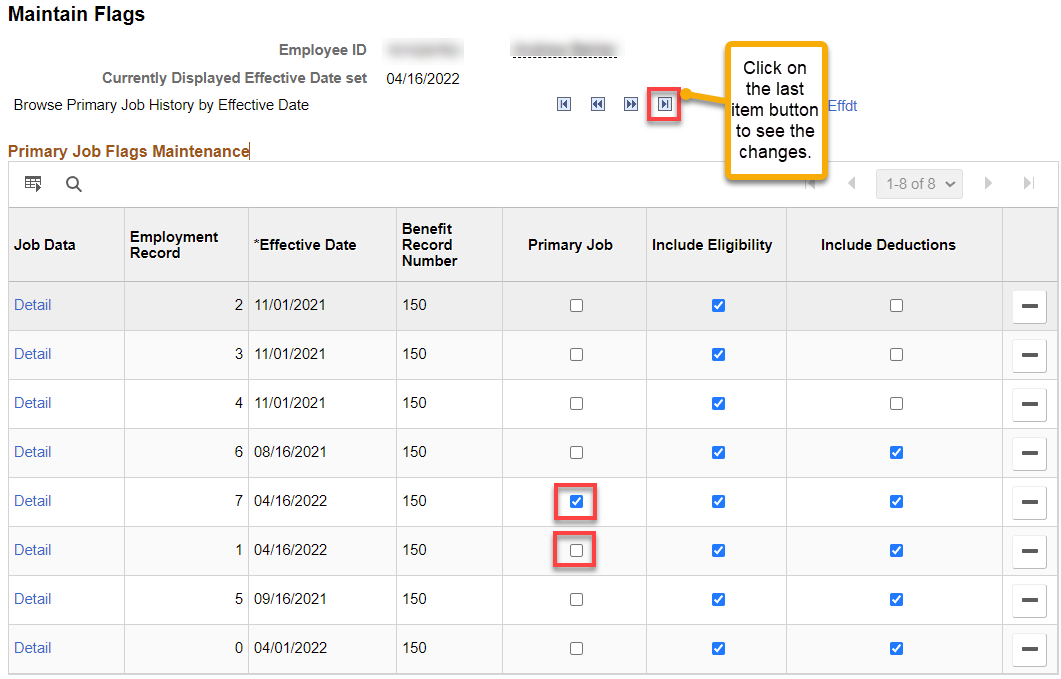 Maintain Flags
Employee ID
Currently Displayed Effective Date set 04/16/2022
Browse Primary Job History by Effective Date
Effdt
Click on
the last
item button
to see the
changes.
Primary Job Flags Maintenance
1-8 of 8
Job Data Employment Record *Effective Date Benefit Record Number Primary Job Include Eligibility Include Deductions
Detail 2 11/01/2021 150
Detail 3 11/01/2021 150
Detail 4 11/01/2021 150
Detail 6 08/16/2021 150
Detail 7 04/16/2022 150
Detail 1 04/16/2022 150
Detail 5 09/16/2021 150
Detail 0 04/01/2022 150